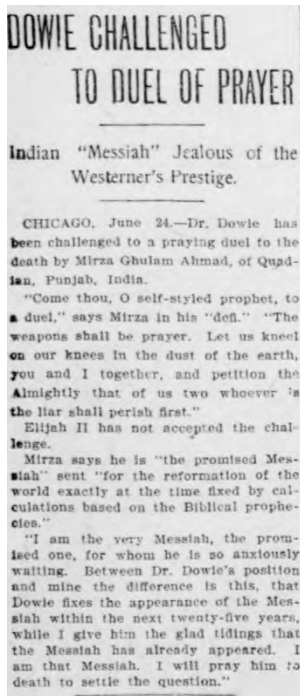 DOWIE CHALLENGED
TO DUEL OF PRAYER
Indian "Messiah" Jealous of the
Westerner's Prestige.
CHICAGO, June 24.—Dr. Dowie has
been challenged to a praying duel to the
death by Mirza Ghulam Ahmad, of Quad-
ian, Punjab, India.
"Come thou, O self-styled prophet, to
a duel," says Mirza in his "defi." "The
weapons shall be prayer. Let us kneel
on our knees in the dust of the earth,
you and I together, and petition the
Almightly that of us two whoever is
the liar shall perish first."
Elijah II has not accepted the chal-
lenge.
Mirza says he is "the promised Mes-
siah" sent "for the reformation of the
world exactly at the time fixed by cal-
culations based on the Biblical prophe-
cies."
"I am the very Messiah, the prom-
ised one, for whom he is so anxiously
waiting. Between Dr. Dowie's position
and mine the difference is this, that
Dowie fixes the appearance of the Mes-
siah within the next twenty-five years,
while I give him the glad tidings that
the Messiah has already appeared. I
am that Messiah. I will pray him to
death to settle the question."